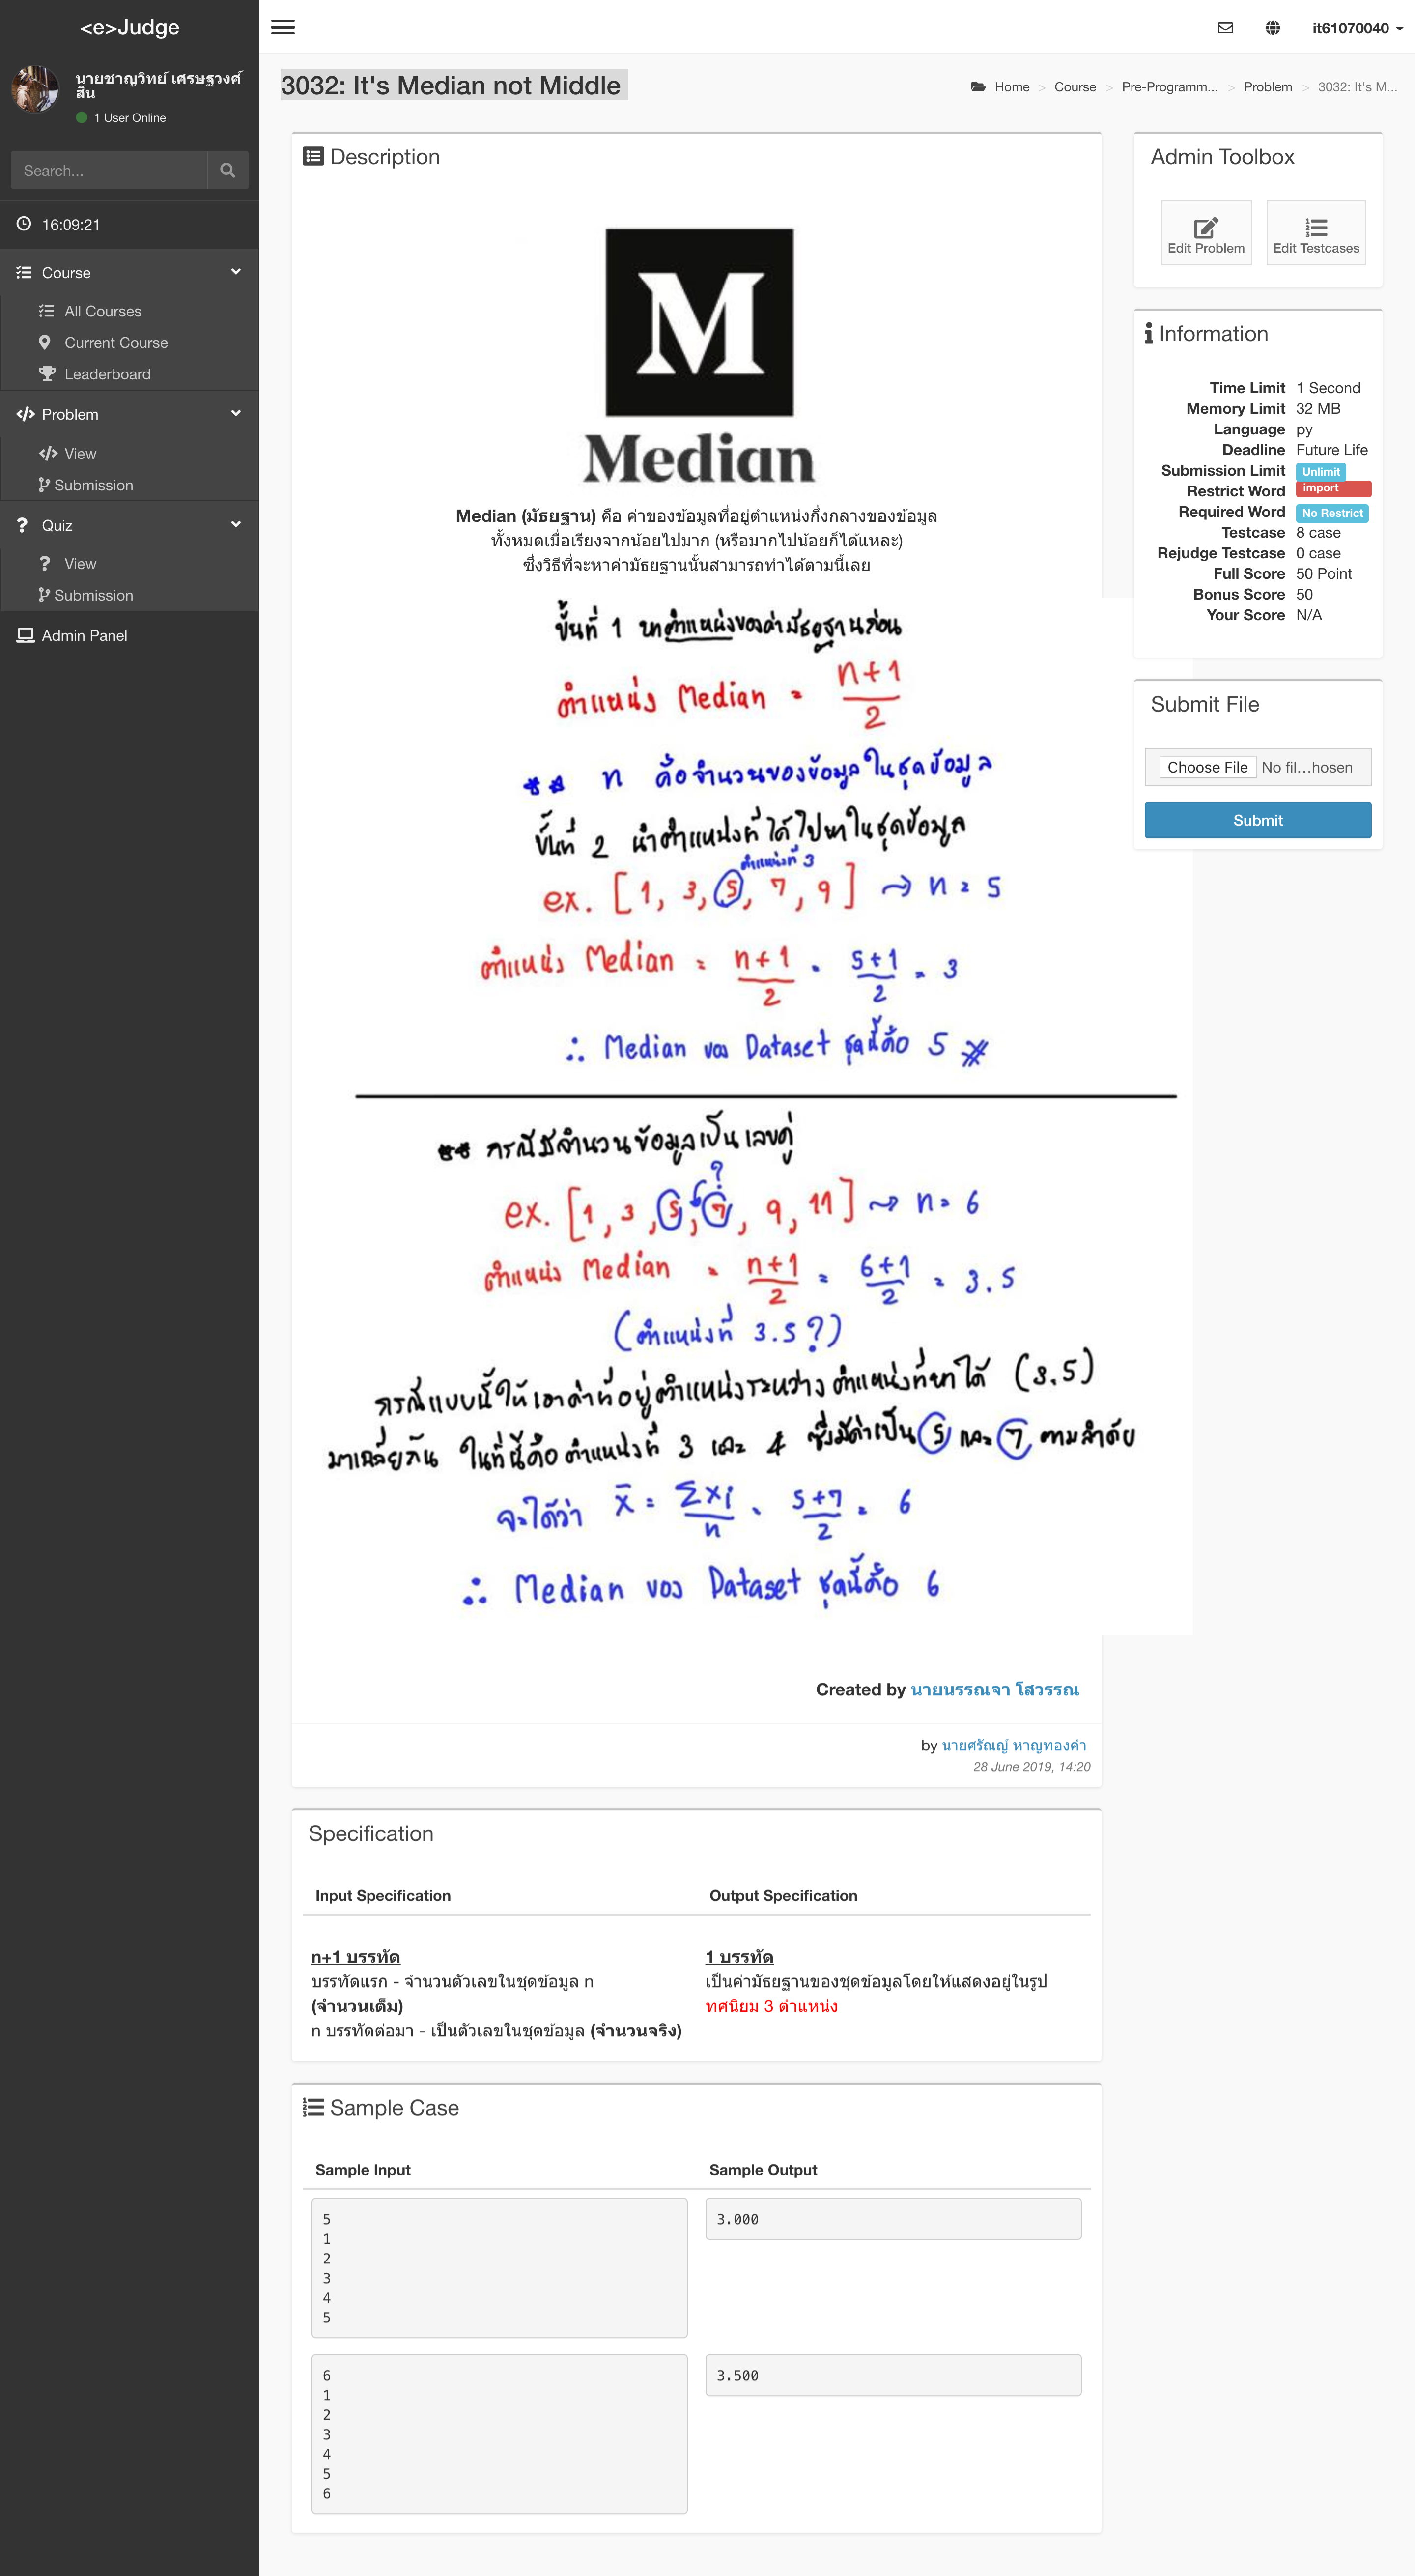 <e>Judge
it61070040
นายชาญวิทย์ เศรษฐวงศ์
สิน
1 User Online
Search...
16:09:21
Course
All Courses
Current Course
Leaderboard
Problem
View
Submission
Quiz
View
Submission
Admin Panel
3032: It's Median not Middle
Home > Course > Pre-Programm... > Problem > 3032: It's M...
Description
M
Median
Median (มัธยฐาน) คือ ค่าของข้อมูลที่อยู่ตำแหน่งกึ่งกลางของข้อมูล
ทั้งหมดเมื่อเรียงจากน้อยไปมาก (หรือมากไปน้อยก็ได้แหละ)
ซึ่งวิธีที่จะหาค่ามัธยฐานนั้นสามารถทำได้ตามนี้เลย
ขั้นที่ 1 หาตำแหน่งของค่ามัธยฐานก่อน
ตำแหน่ง Median = n+1
2
** n คือจำนวนของข้อมูลในชุดข้อมูล
ขั้นที่ 2 นำตำแหน่งที่ได้ไปหาในชุดข้อมูล
ตำแหน่งที่ 3
ex. [1, 3, 5, 7, 9] → n = 5
ตำแหน่ง Median = n+1 = 5+1 = 3
2 2
∴ Median ของ Dataset ชุดนี้คือ 5 #
** กรณีมีจำนวนข้อมูลเป็นเลขคู่
?
ex. [1, 3, 5, 7, 9, 11] → n = 6
ตำแหน่ง Median = n+1 = 6+1 = 3.5
2 2
(ตำแหน่งที่ 3.5?)
กรณีแบบนี้ให้เอาค่าที่อยู่ตำแหน่งระหว่าง ตำแหน่งที่หาได้ (3.5)
มาเฉลี่ยกัน ในที่นี้คือ ตำแหน่งที่ 3 และ 4 ซึ่งมีค่าเป็น 5 และ 7 ตามลำดับ
จะได้ว่า x̄ = Σxi = 5+7 = 6
n 2
∴ Median ของ Dataset ชุดนี้คือ 6
Created by นายนรรณจา โสวรรณ
by นายศรัณญ์ หาญทองคำ
28 June 2019, 14:20
Admin Toolbox
Edit Problem
Edit Testcases
Information
Time Limit 1 Second
Memory Limit 32 MB
Language py
Deadline Future Life
Submission Limit Unlimit
Restrict Word import
Required Word No Restrict
Testcase 8 case
Rejudge Testcase 0 case
Full Score 50 Point
Bonus Score 50
Your Score N/A
Submit File
Choose File No fil...hosen
Submit
Specification
Input Specification
Output Specification
n+1 บรรทัด
บรรทัดแรก - จำนวนตัวเลขในชุดข้อมูล n
(จำนวนเต็ม)
n บรรทัดต่อมา - เป็นตัวเลขในชุดข้อมูล (จำนวนจริง)
1 บรรทัด
เป็นค่ามัธยฐานของชุดข้อมูลโดยให้แสดงอยู่ในรูป
ทศนิยม 3 ตำแหน่ง
Sample Case
Sample Input
Sample Output
5
1
2
3
4
5
3.000
6
1
2
3
4
5
6
3.500